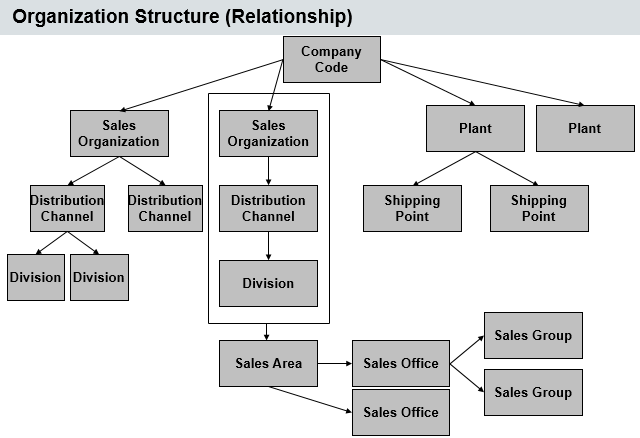 Organization Structure (Relationship)
Company
Code
Sales
Organization
Sales
Organization
Plant
Plant
Distribution
Channel
Distribution
Channel
Distribution
Channel
Shipping
Point
Shipping
Point
Division
Division
Division
Sales Area
Sales Office
Sales Group
Sales Group
Sales Office